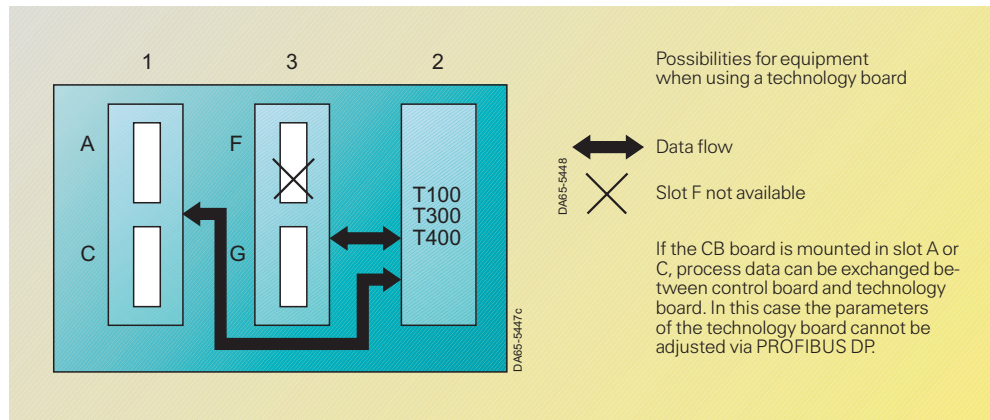 1
3
2
A
F
C
G
T100
T300
T400
DA65-5447c
Possibilities for equipment
when using a technology board
Data flow
DA65-5448
Slot F not available
If the CB board is mounted in slot A or
C, process data can be exchanged be-
tween control board and technology
board. In this case the parameters
of the technology board cannot be
adjusted via PROFIBUS DP.